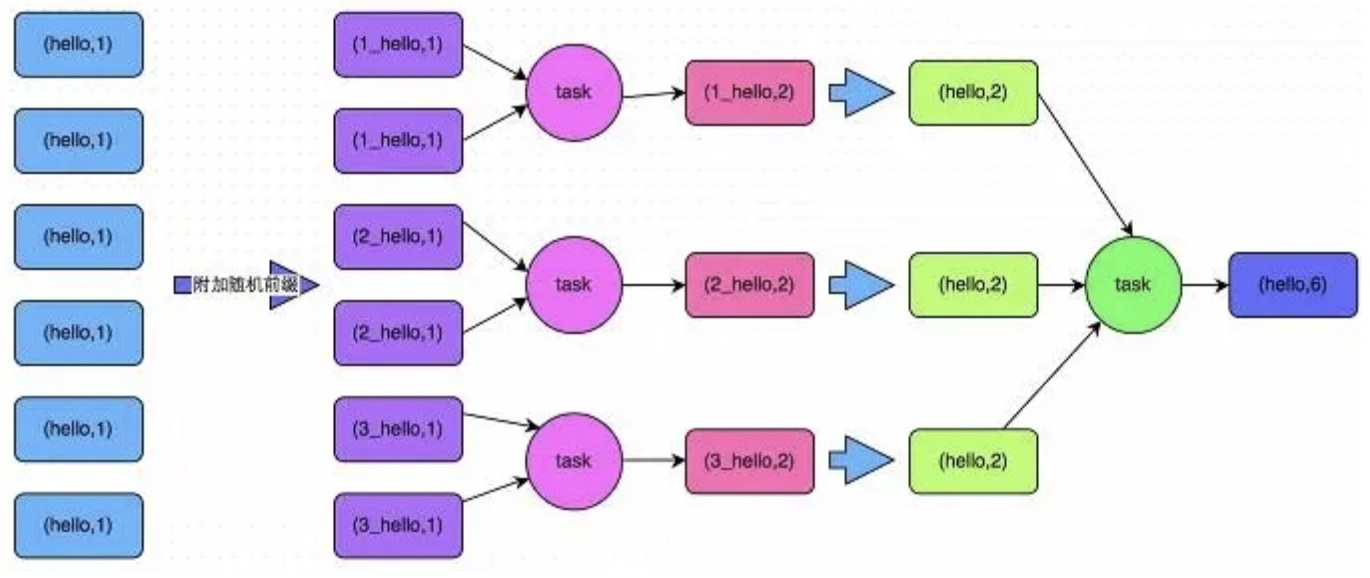 (hello,1)
(hello,1)
(hello,1)
(hello,1)
(hello,1)
(hello,1)
附加随机前缀
(1_hello,1)
(1_hello,1)
(2_hello,1)
(2_hello,1)
(3_hello,1)
(3_hello,1)
task
task
task
(1_hello,2)
(2_hello,2)
(3_hello,2)
(hello,2)
(hello,2)
(hello,2)
task
(hello,6)